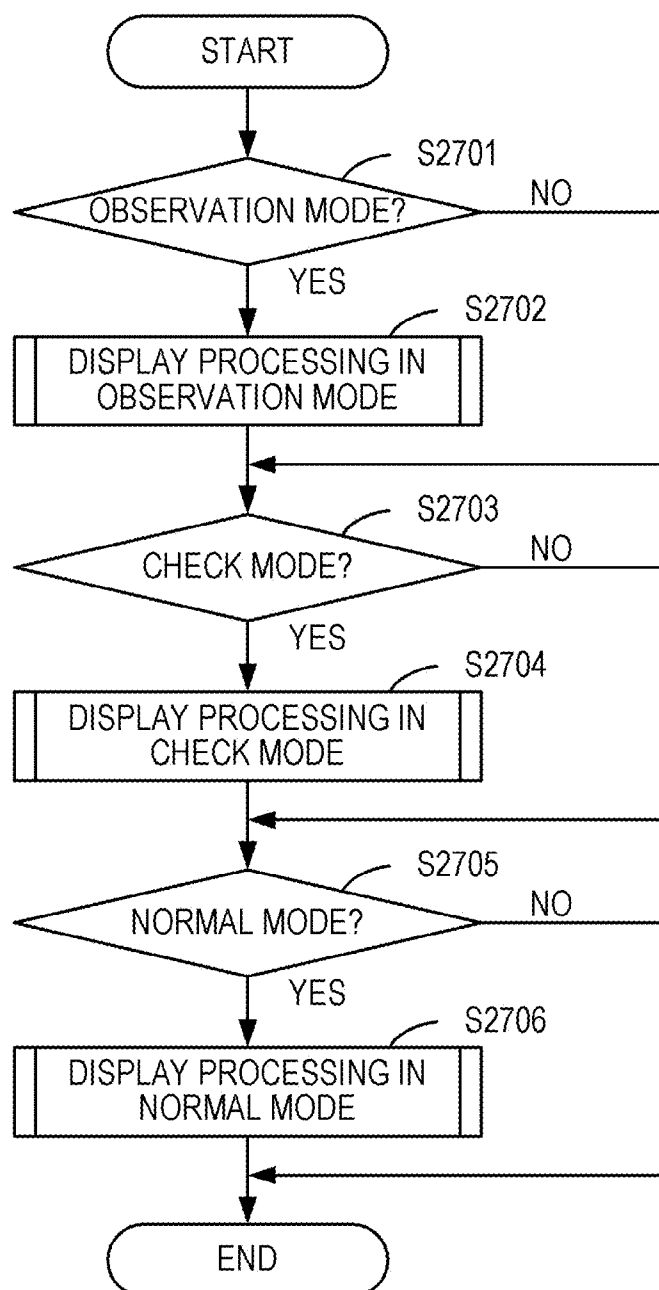 START
S2701
OBSERVATION MODE?
NO
YES
S2702
DISPLAY PROCESSING IN
OBSERVATION MODE
S2703
CHECK MODE?
NO
YES
S2704
DISPLAY PROCESSING IN
CHECK MODE
S2705
NORMAL MODE?
NO
YES
S2706
DISPLAY PROCESSING IN
NORMAL MODE
END